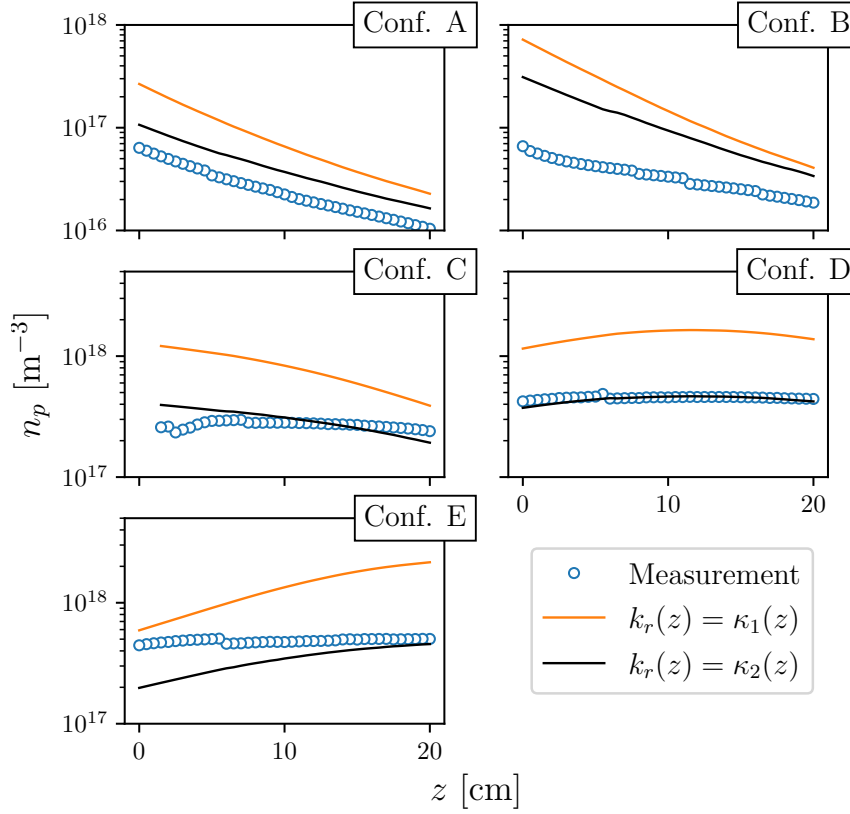 Conf. A
Conf. B
10^18
10^17
10^16
Conf. C
Conf. D
10^18
10^17
0 10 20
Conf. E
10^18
10^17
0 10 20
n_p [m^−3]
z [cm]
Measurement
k_r(z) = κ_1(z)
k_r(z) = κ_2(z)